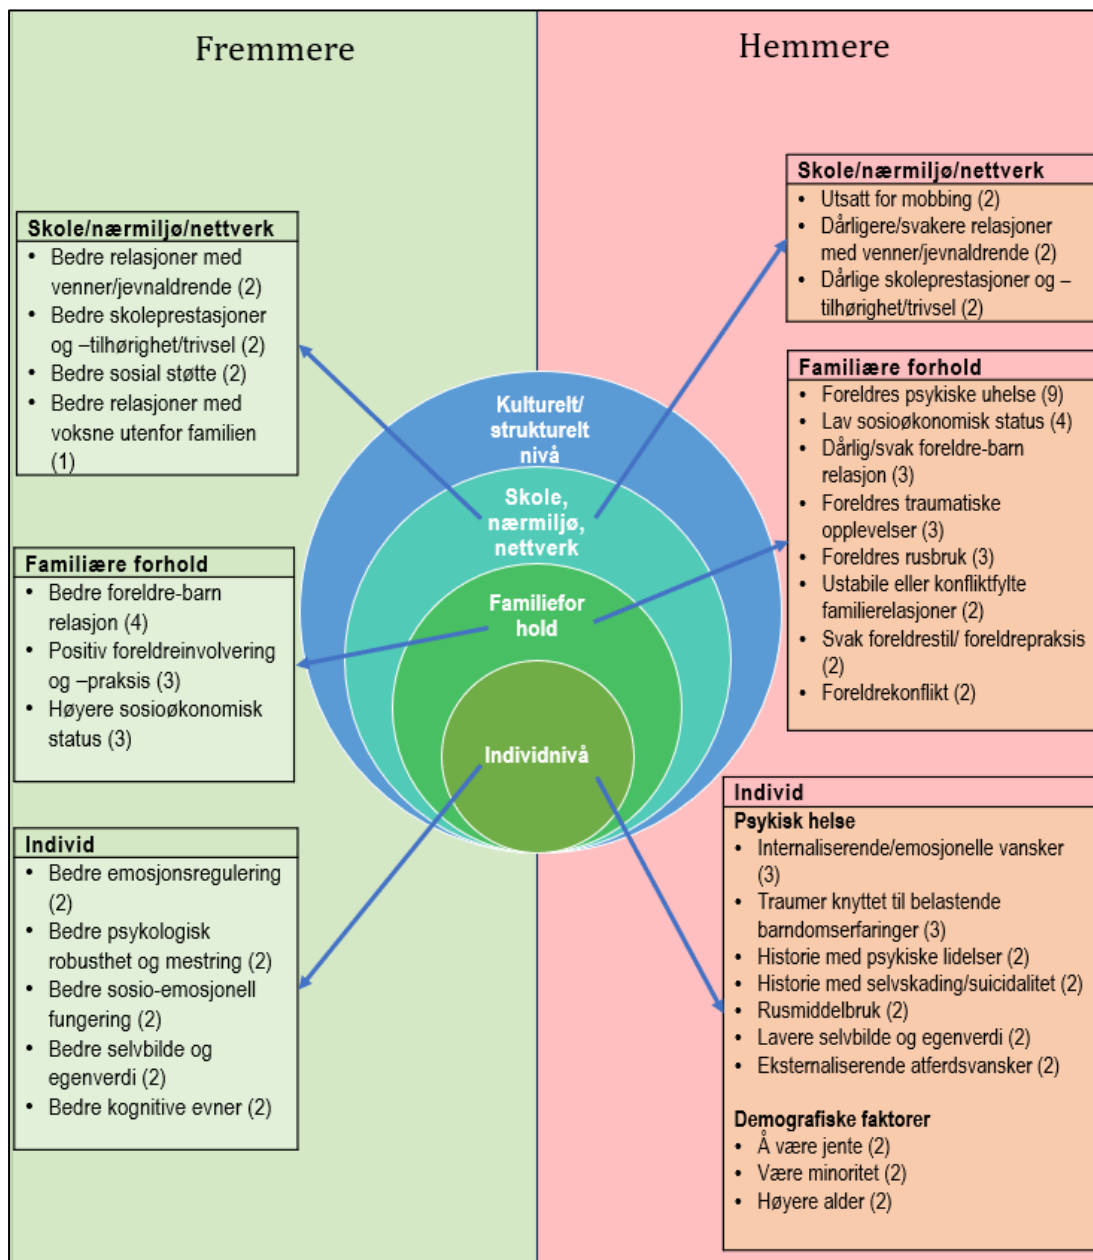 Fremmere
Skole/nærmiljø/nettverk
• Bedre relasjoner med
venner/jevnaldrende (2)
• Bedre skoleprestasjoner
og –tilhørighet/trivsel (2)
• Bedre sosial støtte (2)
• Bedre relasjoner med
voksne utenfor familien
(1)
Familiære forhold
• Bedre foreldre-barn
relasjon (4)
• Positiv foreldreinvolvering
og –praksis (3)
• Høyere sosioøkonomisk
status (3)
Individ
• Bedre emosjonsregulering
(2)
• Bedre psykologisk
robusthet og mestring (2)
• Bedre sosio-emosjonell
fungering (2)
• Bedre selvbilde og
egenverdi (2)
• Bedre kognitive evner (2)
Kulturelt/
strukturelt
nivå
Skole,
nærmiljø,
nettverk
Familiefor
hold
Individnivå
Hemmere
Skole/nærmiljø/nettverk
• Utsatt for mobbing (2)
• Dårligere/svakere relasjoner
med venner/jevnaldrende (2)
• Dårlige skoleprestasjoner og –
tilhørighet/trivsel (2)
Familiære forhold
• Foreldres psykiske uhelse (9)
• Lav sosioøkonomisk status (4)
• Dårlig/svak foreldre-barn
relasjon (3)
• Foreldres traumatiske
opplevelser (3)
• Foreldres rusbruk (3)
• Ustabile eller konfliktfylte
familierelasjoner (2)
• Svak foreldrestil/ foreldrepraksis
(2)
• Foreldrekonflikt (2)
Individ
Psykisk helse
• Internaliserende/emosjonelle vansker
(3)
• Traumer knyttet til belastende
barndomserfaringer (3)
• Historie med psykiske lidelser (2)
• Historie med selvskading/suicidalitet (2)
• Rusmiddelbruk (2)
• Lavere selvbilde og egenverdi (2)
• Eksternaliserende atferdsvansker (2)
Demografiske faktorer
• Å være jente (2)
• Være minoritet (2)
• Høyere alder (2)